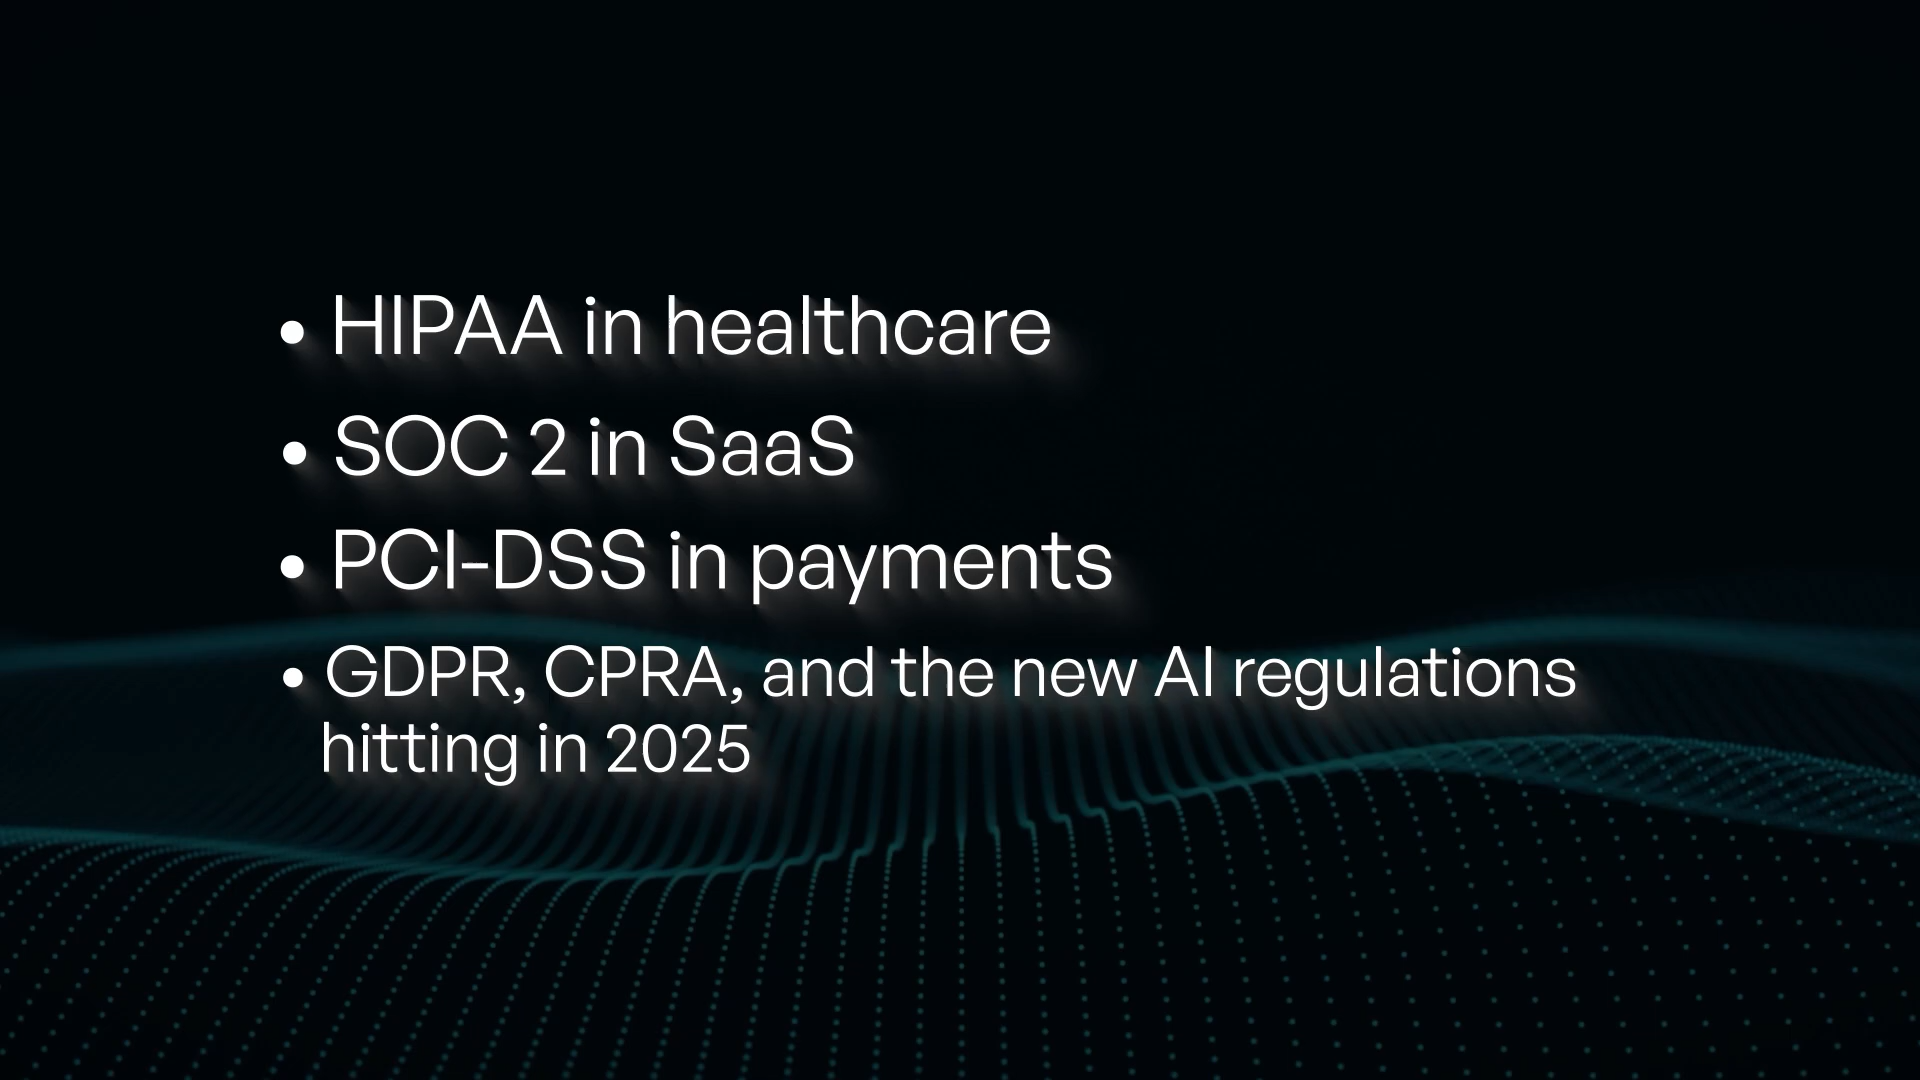 • HIPAA in healthcare
• SOC 2 in SaaS
• PCI-DSS in payments
• GDPR, CPRA, and the new AI regulations
hitting in 2025